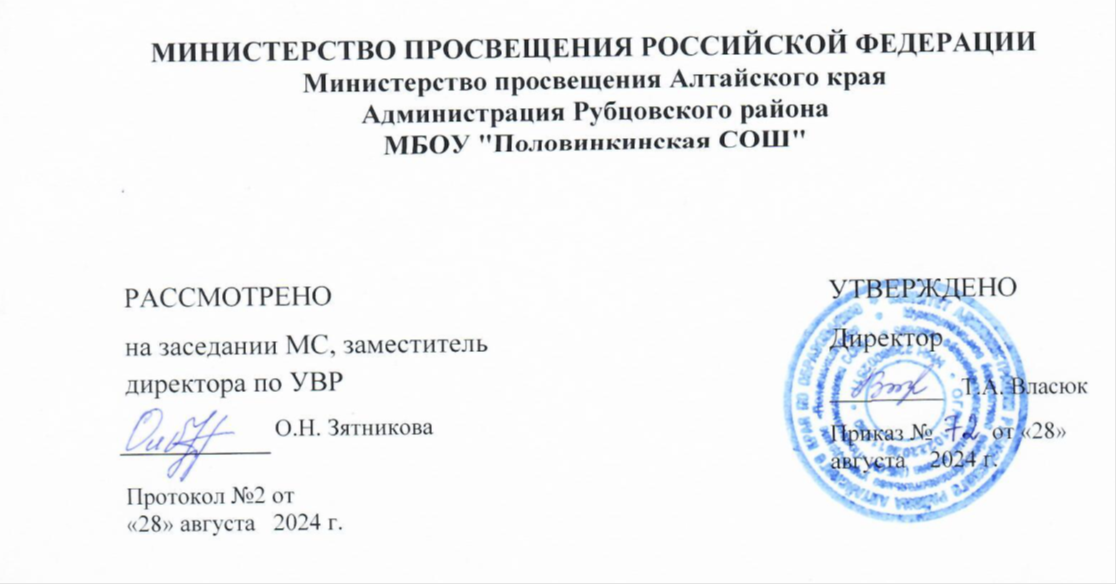 МИНИСТЕРСТВО ПРОСВЕЩЕНИЯ РОССИЙСКОЙ ФЕДЕРАЦИИ
Министерство просвещения Алтайского края
Администрация Рубцовского района
МБОУ "Половинкинская СОШ"
РАССМОТРЕНО
на заседании МС, заместитель
директора по УВР
О.Н. Зятникова
Протокол №2 от
«28» августа 2024 г.
УТВЕРЖДЕНО
Директор
Т.А. Власюк
Приказ № 72 от «28»
августа 2024 г.